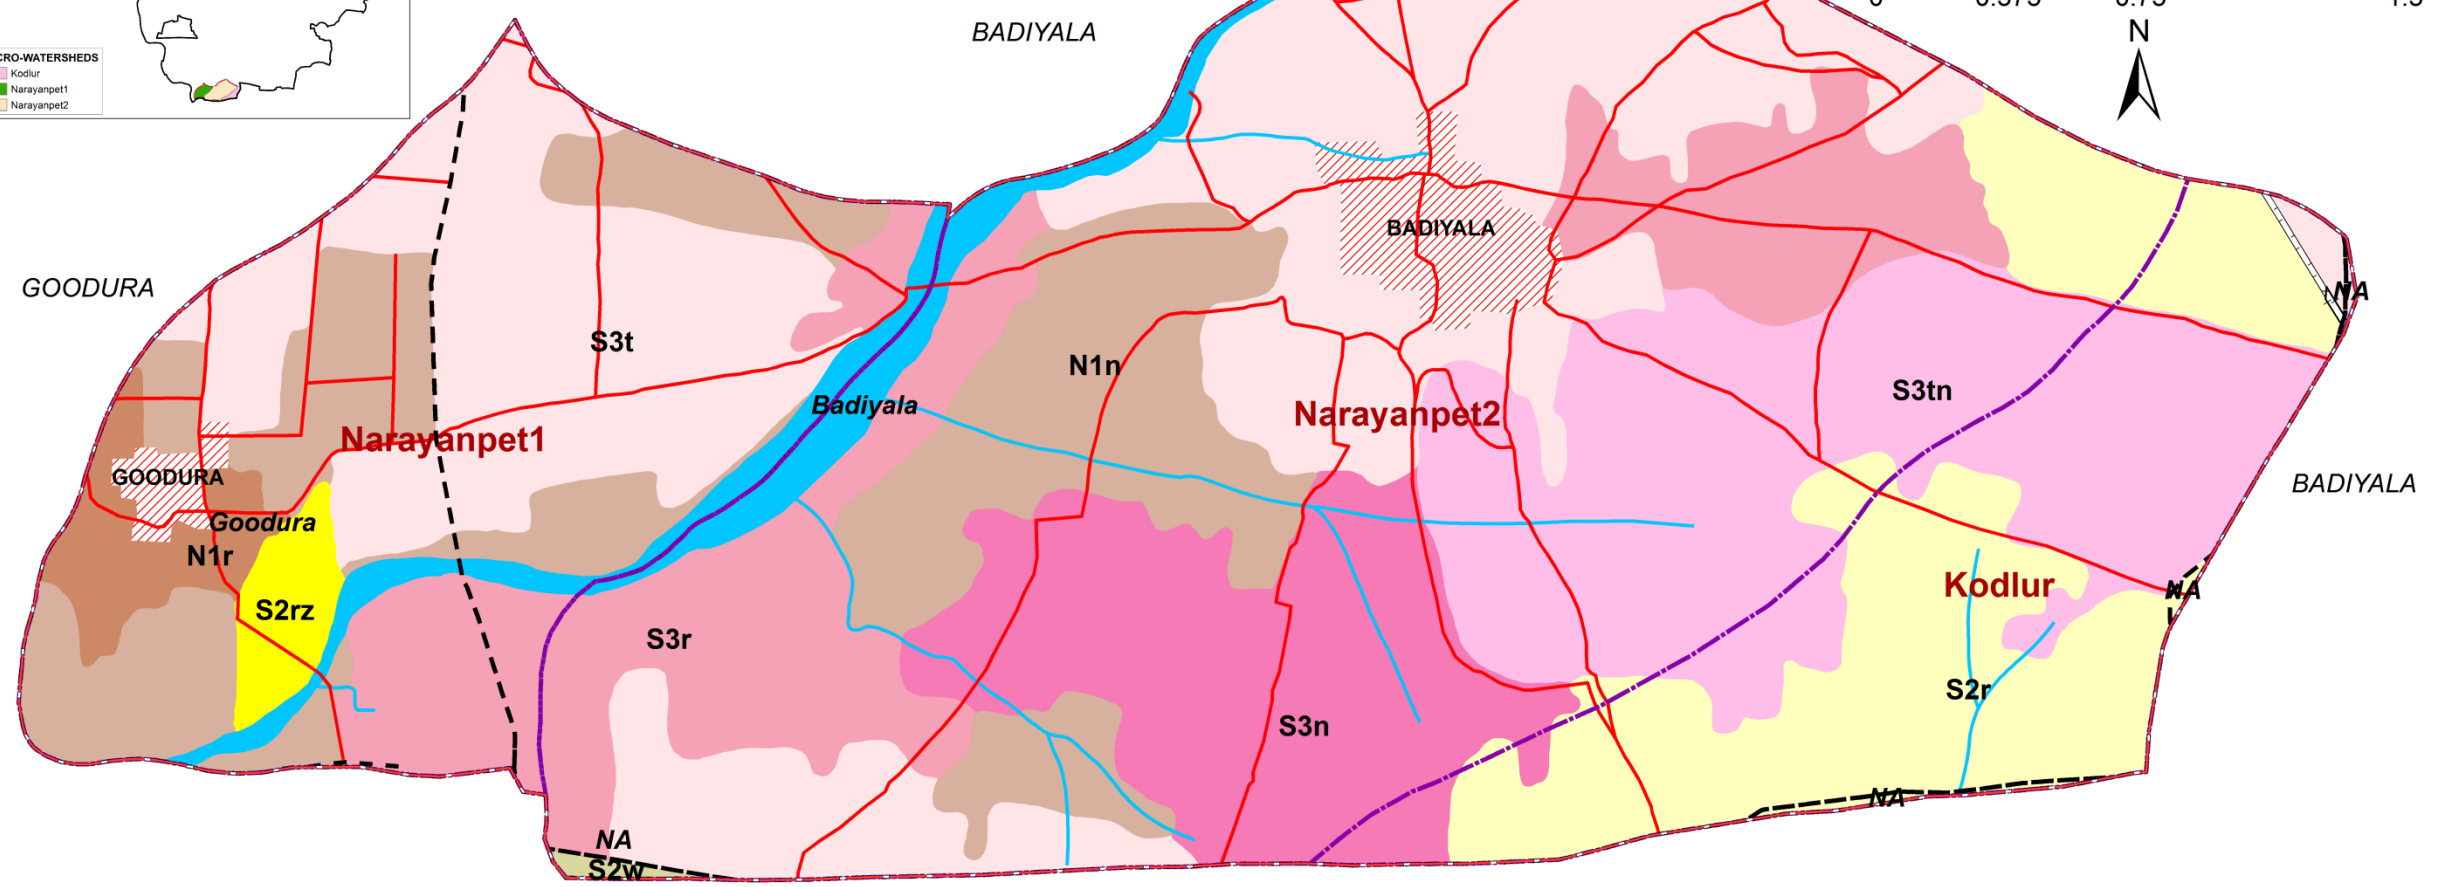 BADIYALA
N
CRO-WATERSHEDS
Kodlur
Narayanpet1
Narayanpet2
BADIYALA
GOODURA
NA
S3t
N1n
S3tn
Badiyala
Narayanpet2
Narayanpet1
GOODURA
BADIYALA
Goodura
N1r
Kodlur
NA
S2rz
S3r
S2r
S3n
NA
NA
S2w